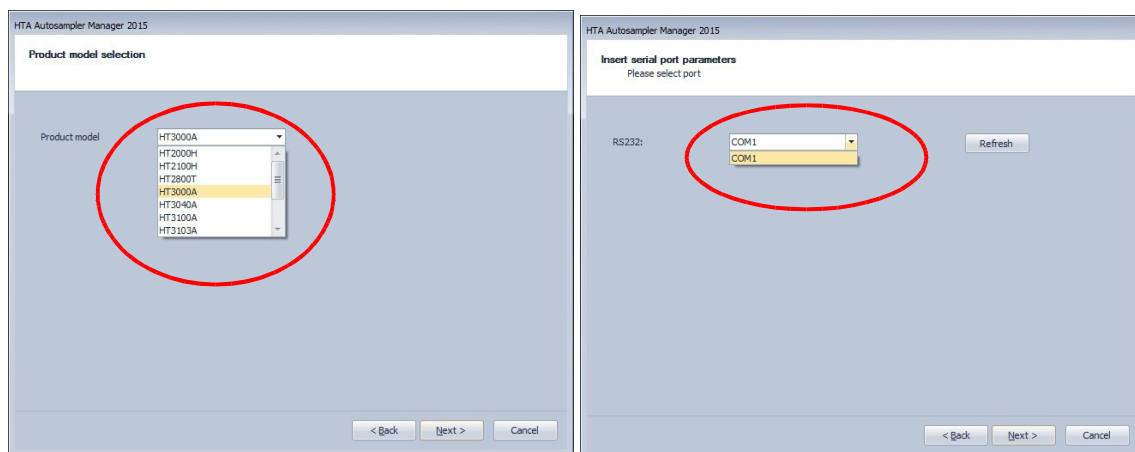 HTA Autosampler Manager 2015
Product model selection
Product model
HT3000A
HT2000H
HT2100H
HT2800T
HT3000A
HT3040A
HT3100A
HT3103A
< Back
Next >
Cancel
HTA Autosampler Manager 2015
Insert serial port parameters
Please select port
RS232:
COM1
COM1
Refresh
< Back
Next >
Cancel